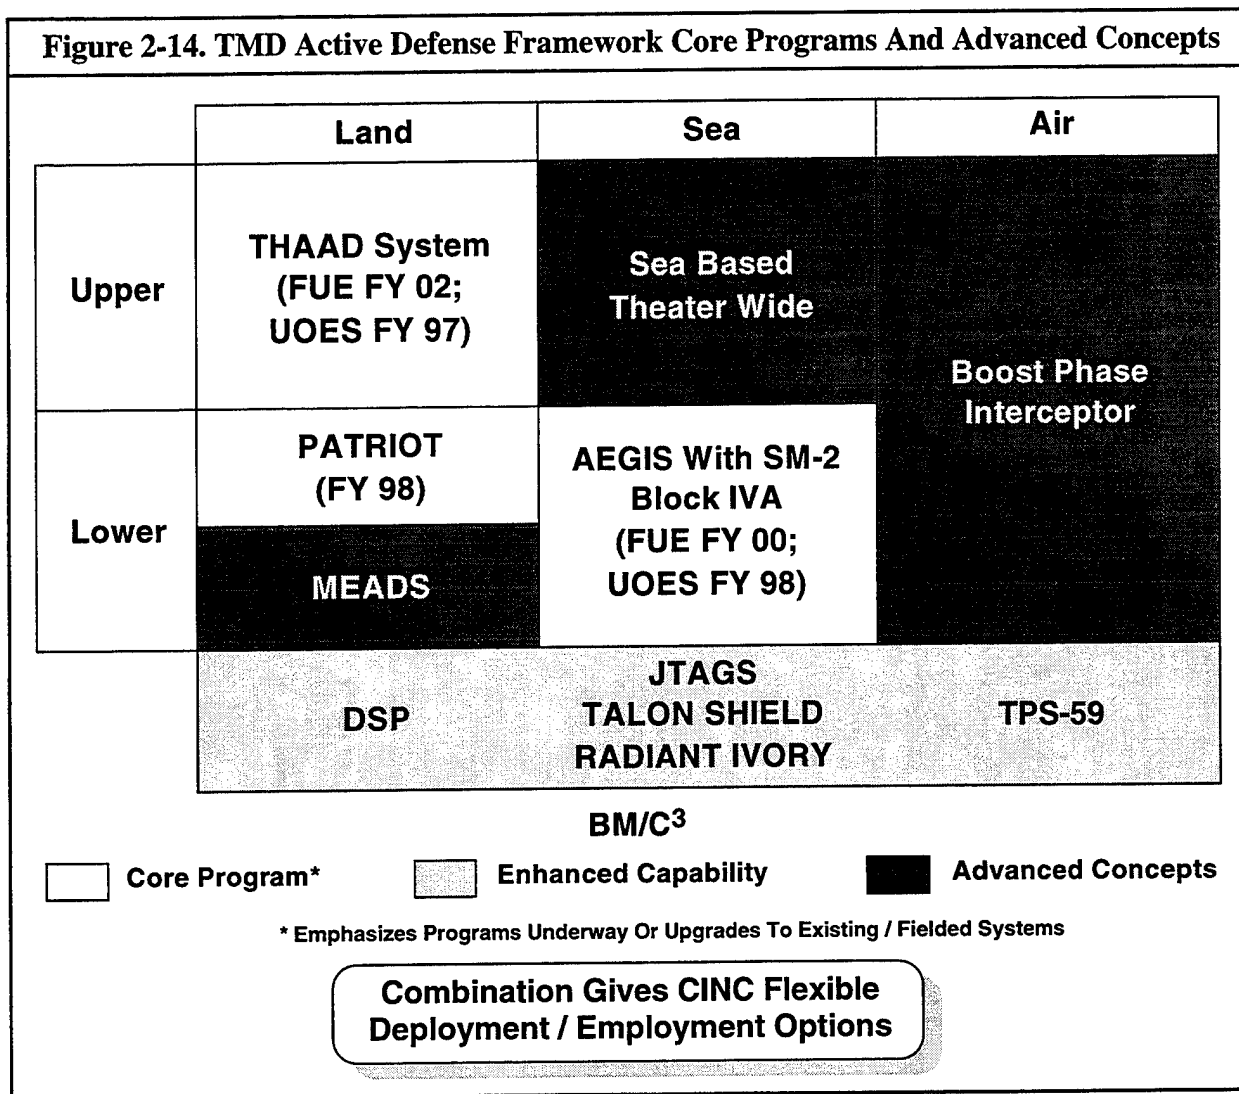 Figure 2-14. TMD Active Defense Framework Core Programs And Advanced Concepts
Land
Sea
Air
Upper
THAAD System
(FUE FY 02;
UOES FY 97)
Sea Based
Theater Wide
Boost Phase
Interceptor
Lower
PATRIOT
(FY 98)
MEADS
AEGIS With SM-2
Block IVA
(FUE FY 00;
UOES FY 98)
DSP
JTAGS
TALON SHIELD
RADIANT IVORY
TPS-59
BM/C³
Core Program*
Enhanced Capability
Advanced Concepts
* Emphasizes Programs Underway Or Upgrades To Existing / Fielded Systems
Combination Gives CINC Flexible
Deployment / Employment Options